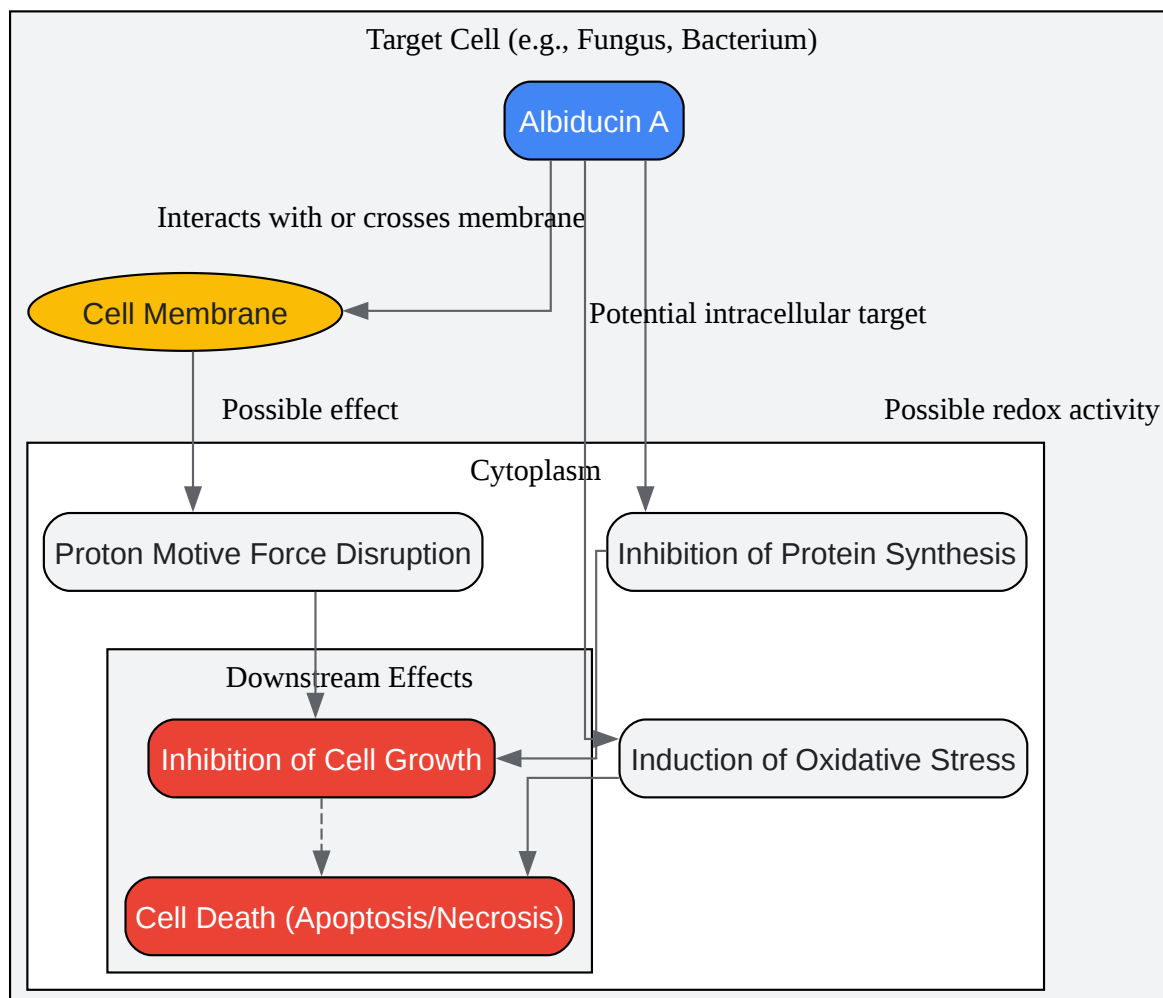 Target Cell (e.g., Fungus, Bacterium)
Albiducin A
Interacts with or crosses membrane
Cell Membrane
Potential intracellular target
Possible effect
Possible redox activity
Cytoplasm
Proton Motive Force Disruption
Inhibition of Protein Synthesis
Downstream Effects
Inhibition of Cell Growth
Induction of Oxidative Stress
Cell Death (Apoptosis/Necrosis)